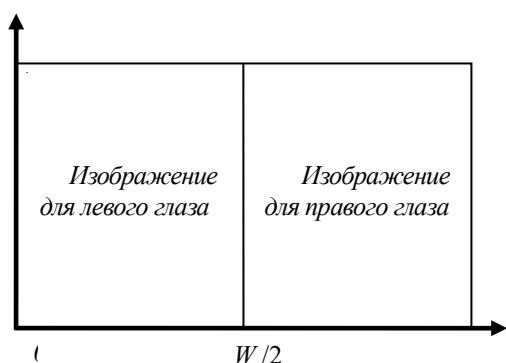 Изображение
для левого глаза
Изображение
для правого глаза
W /2